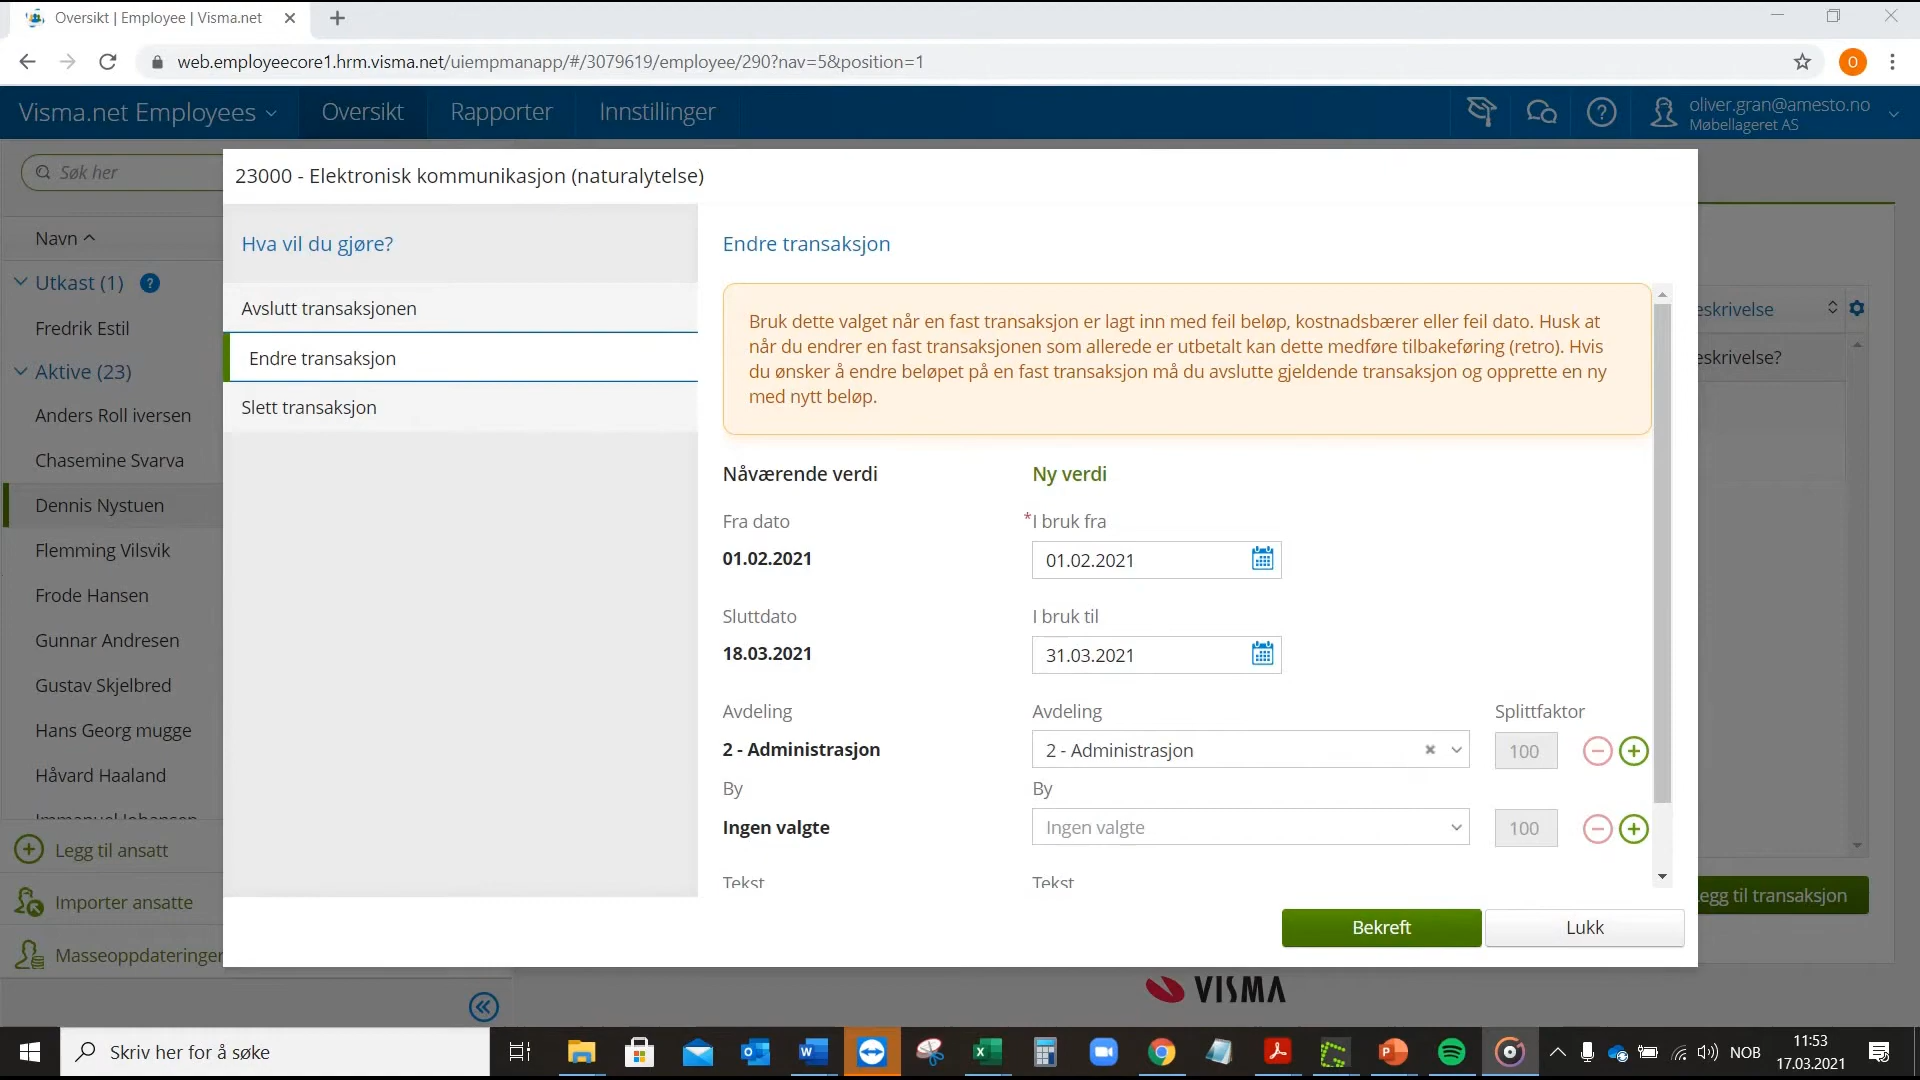 Oversikt | Employee | Visma.net
web.employeecore1.hrm.visma.net/uiempmanapp/#/3079619/employee/290?nav=5&position=1
O
Visma.net Employees
Oversikt
Rapporter
Innstillinger
oliver.gran@amesto.no
Møbellageret AS
Søk her
23000 - Elektronisk kommunikasjon (naturalytelse)
Navn
Utkast (1)
Fredrik Estil
Aktive (23)
Anders Roll iversen
Chasemine Svarva
Dennis Nystuen
Flemming Vilsvik
Frode Hansen
Gunnar Andresen
Gustav Skjelbred
Hans Georg mugge
Håvard Haaland
Immanuel Johansen
Legg til ansatt
Importer ansatte
Masseoppdateringer
Hva vil du gjøre?
Avslutt transaksjonen
Endre transaksjon
Slett transaksjon
Endre transaksjon
Bruk dette valget når en fast transaksjon er lagt inn med feil beløp, kostnadsbærer eller feil dato. Husk at
når du endrer en fast transaksjonen som allerede er utbetalt kan dette medføre tilbakeføring (retro). Hvis
du ønsker å endre beløpet på en fast transaksjon må du avslutte gjeldende transaksjon og opprette en ny
med nytt beløp.
Nåværende verdi
Ny verdi
Fra dato
*I bruk fra
01.02.2021
01.02.2021
Sluttdato
I bruk til
18.03.2021
31.03.2021
Avdeling
Avdeling
Splittfaktor
2 - Administrasjon
2 - Administrasjon
100
By
By
Ingen valgte
Ingen valgte
100
Tekst
Tekst
Bekreft
Lukk
eskrivelse
eskrivelse?
egg til transaksjon
VISMA
Skriv her for å søke
NOB
11:53
17.03.2021